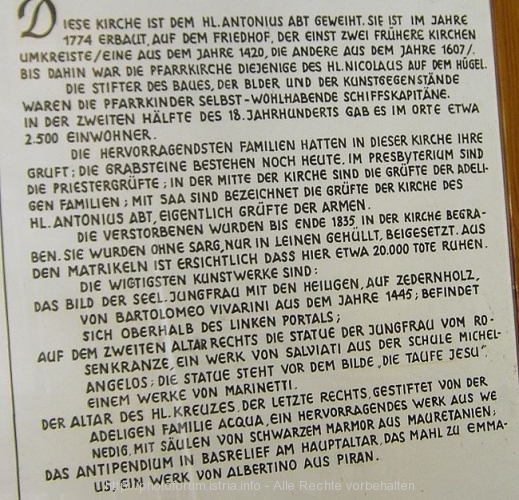 DIESE KIRCHE IST DEM HL. ANTONIUS ABT GEWEIHT. SIE IST IM JAHRE
1774 ERBAUT, AUF DEM FRIEDHOF, DER EINST ZWEI FRÜHERE KIRCHEN
UMKREISTE/EINE AUS DEM JAHRE 1420, DIE ANDERE AUS DEM JAHRE 1607/.
BIS DAHIN WAR DIE PFARRKIRCHE DIEJENIGE DES HL. NICOLAUS AUF DEM HÜGEL.
DIE STIFTER DES BAUES, DER BLDER UND DER KUNSTGEGENSTÄNDE
WAREN DIE PFARRKINDER SELBST-WOHLHABENDE SCHIFFSKAPITÄNE.
IN DER ZWEITEN HÄLFTE DES 18. JAHRHUNDERTS GAB ES IM ORTE ETWA
2.500 EINWOHNER.
DIE HERVORRAGENDSTEN FAMILIEN HATTEN IN DIESER KIRCHE IHRE
GRUFT; DIE GRABSTEINE BESTEHEN NOCH HEUTE. IM PRESBYTERIUM SIND
DIE PRIESTERGRÜFTE; IN DER MITTE DER KIRCHE SIND DIE GRÜFTE DER ADELI-
GEN FAMILIEN; MIT SAA SIND BEZEICHNET DIE GRÜFTE DER KIRCHE DES
HL. ANTONIUS ABT, EIGENTLICH GRÜFTE DER ARMEN.
DIE VERSTORBENEN WURDEN BIS ENDE 1835, IN DER KIRCHE BEGRA-
BEN. SIE WURDEN OHNE SARG, NUR IN LEINEN GEHÜLLT, BEIGESETZT. AUS
DEN MATRIKELN IST ERSICHTLICH DASS HIER ETWA 20.000 TOTE RUHEN.
DIE WIGTIGSTEN KUNSTWERKE SIND:
DAS BILD DER SEEL. JUNGFRAU MIT DEN HEILIGEN, AUF ZEDERNHOLZ,
VON BARTOLOMEO VIVARINI AUS DEM JAHRE 1445; BEFINDET
SICH OBERHALB DES LINKEN PORTALS;
AUF DEM ZWEITEN ALTAR RECHTS DIE STATUE DER JUNGFRAU VOM RO-
SENKRANZE, EIN WERK VON SALVIATI AUS DER SCHULE MICHEL-
ANGELOS; DIE STATUE STEHT VOR DEM BILDE „DIE TAUFE JESU",
EINEM WERKE VON MARINETTI.
DER ALTAR DES HL. KREUZES, DER LETZTE RECHTS, GESTIFTET VON DER
ADELIGEN FAMILIE ACQUA, EIN HERVORRAGENDES WERK AUS WE
NEDIG, MIT SÄULEN VON SCHWARZEM MARMOR AUS MAURETANIEN;
DAS ANTIPENDIUM IN BASRELIEF AM HAUPTALTAR, DAS MAHL ZU EMMA-
US, EIN WERK VON ALBERTINO AUS PIRAN.
http://photoforum.istria.info - Alle Rechte vorbehalten